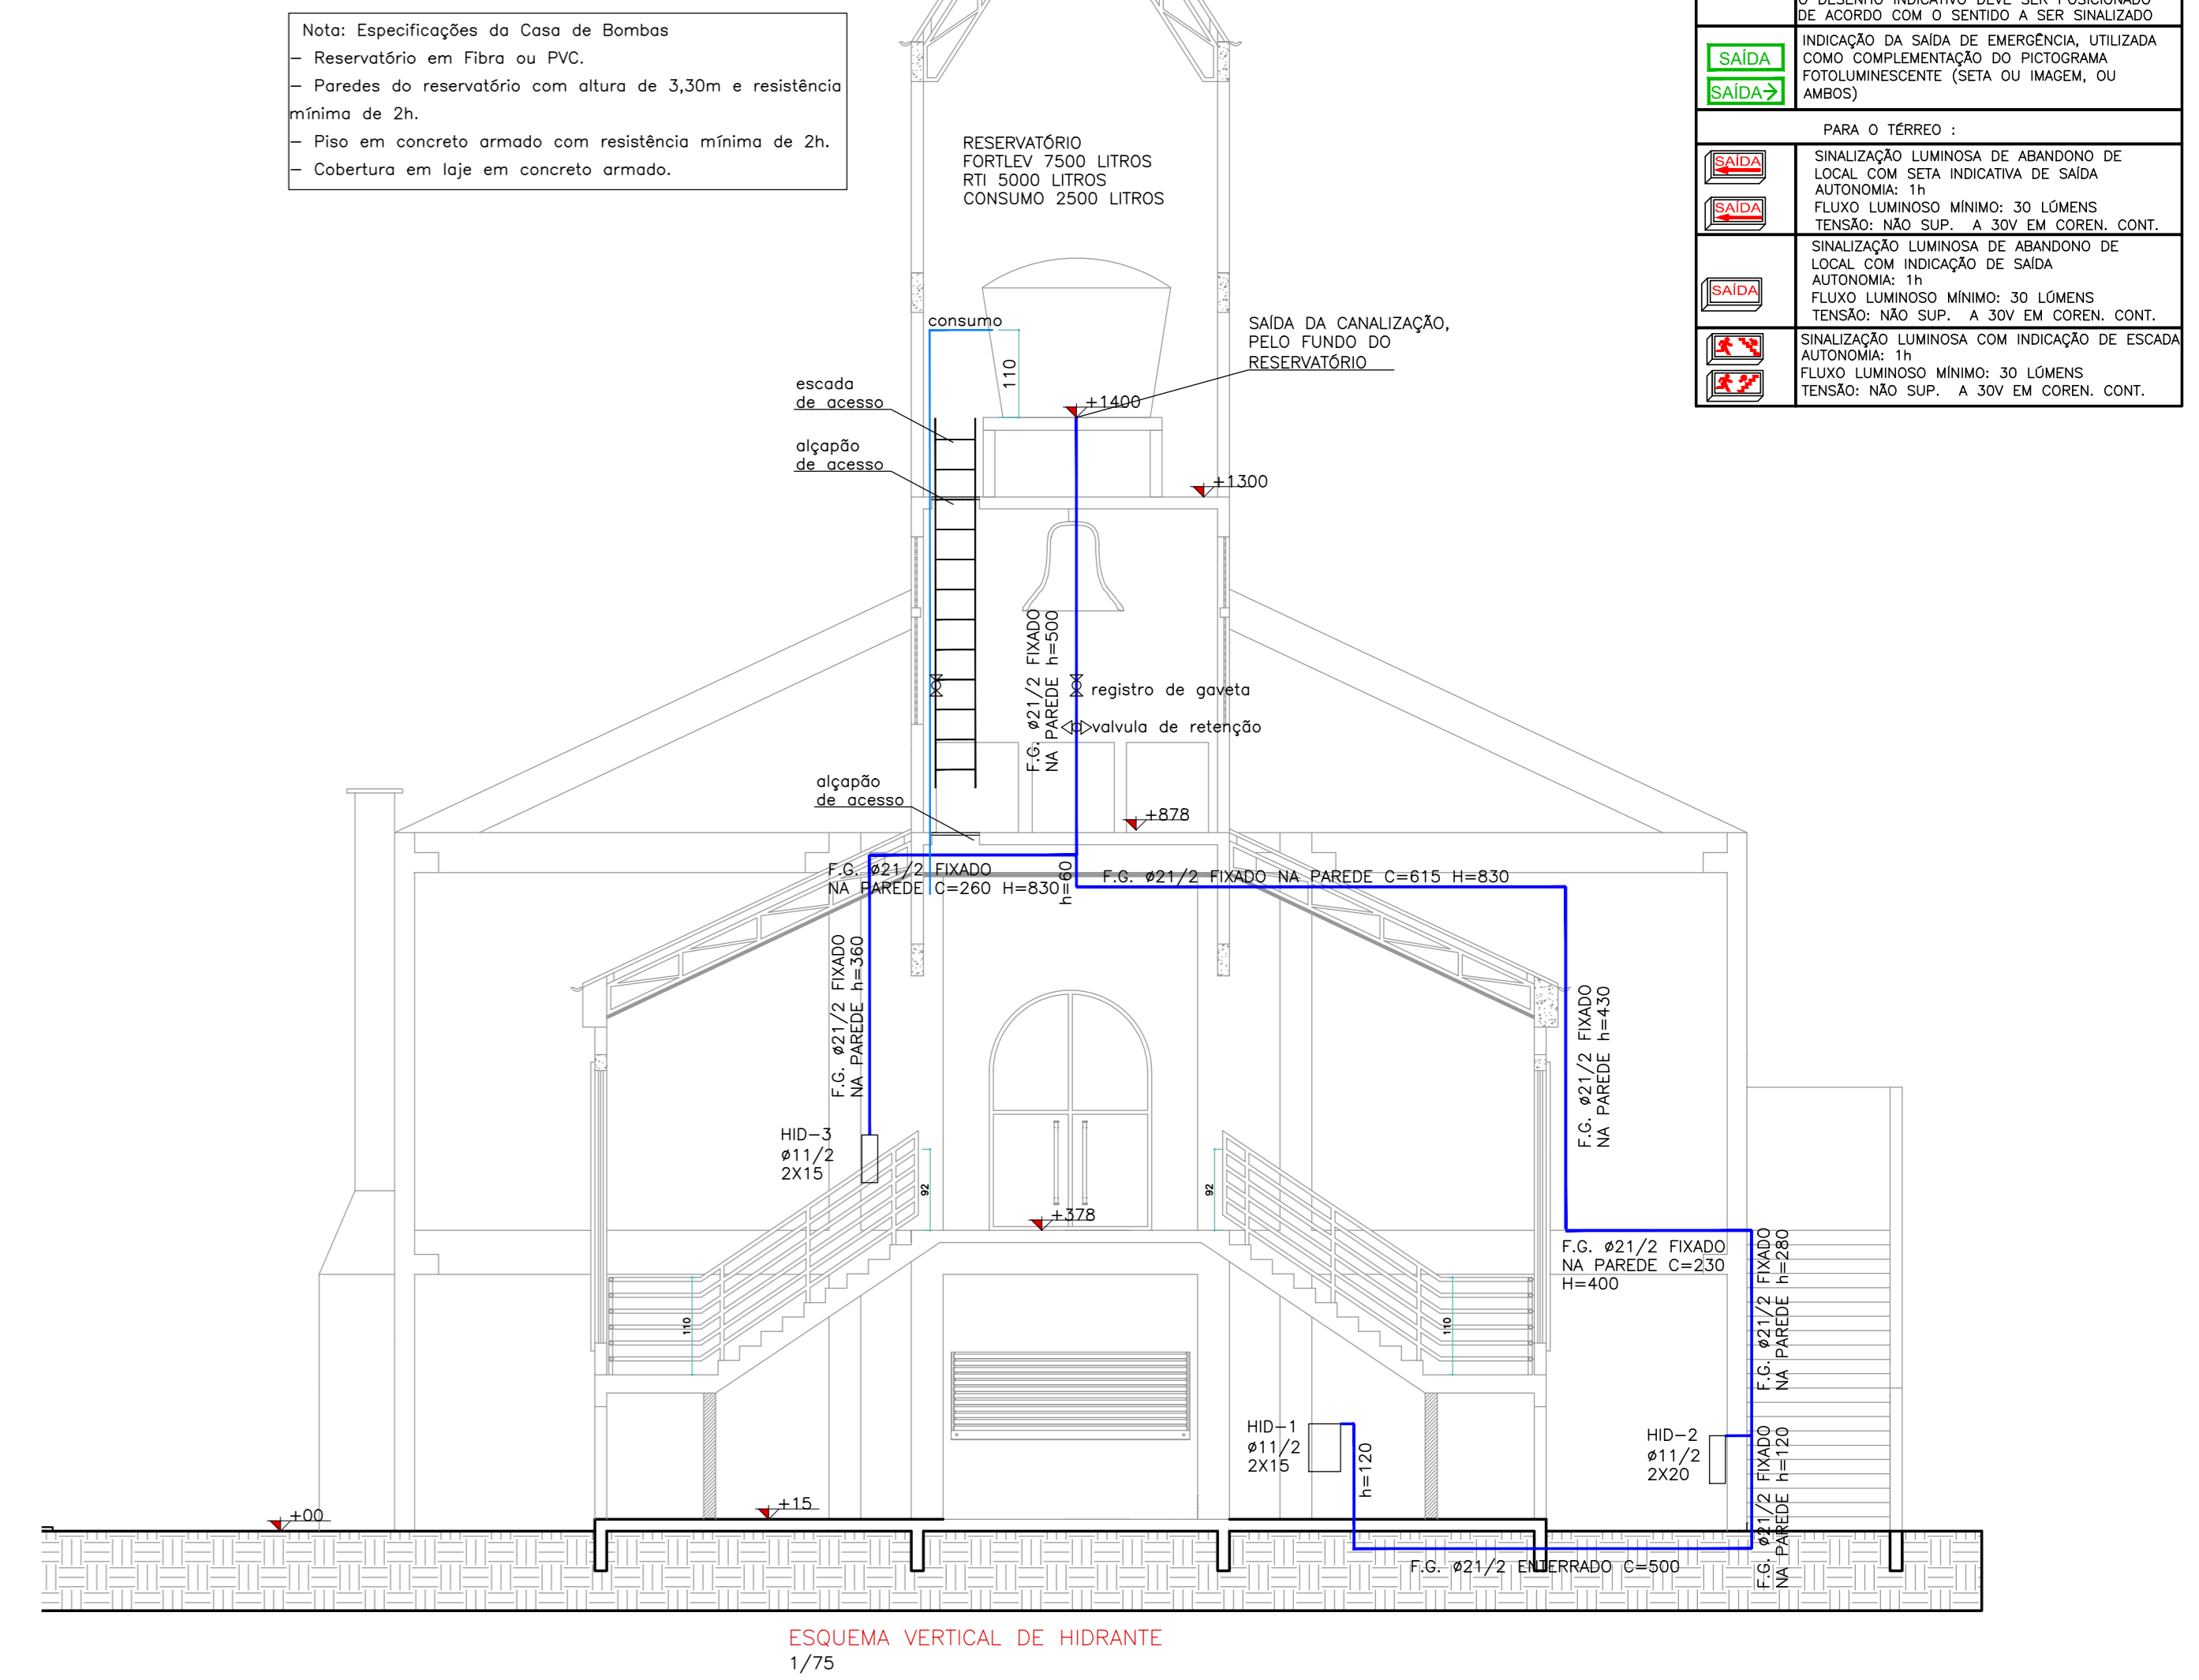 Nota: Especificações da Casa de Bombas
- Reservatório em Fibra ou PVC.
- Paredes do reservatório com altura de 3,30m e resistência
mínima de 2h.
- Piso em concreto armado com resistência mínima de 2h.
- Cobertura em laje em concreto armado.
O DESENHO INDICATIVO DEVE SER POSICIONADO
DE ACORDO COM O SENTIDO A SER SINALIZADO
SAÍDA
SAÍDA→
INDICAÇÃO DA SAÍDA DE EMERGÊNCIA, UTILIZADA
COMO COMPLEMENTAÇÃO DO PICTOGRAMA
FOTOLUMINESCENTE (SETA OU IMAGEM, OU
AMBOS)
PARA O TÉRREO :
SAÍDA
SAÍDA
SINALIZAÇÃO LUMINOSA DE ABANDONO DE
LOCAL COM SETA INDICATIVA DE SAÍDA
AUTONOMIA: 1h
FLUXO LUMINOSO MÍNIMO: 30 LÚMENS
TENSÃO: NÃO SUP. A 30V EM COREN. CONT.
SAÍDA
SINALIZAÇÃO LUMINOSA DE ABANDONO DE
LOCAL COM INDICAÇÃO DE SAÍDA
AUTONOMIA: 1h
FLUXO LUMINOSO MÍNIMO: 30 LÚMENS
TENSÃO: NÃO SUP. A 30V EM COREN. CONT.
SINALIZAÇÃO LUMINOSA COM INDICAÇÃO DE ESCADA
AUTONOMIA: 1h
FLUXO LUMINOSO MÍNIMO: 30 LÚMENS
TENSÃO: NÃO SUP. A 30V EM COREN. CONT.
RESERVATÓRIO
FORTLEV 7500 LITROS
RTI 5000 LITROS
CONSUMO 2500 LITROS
consumo
110
SAÍDA DA CANALIZAÇÃO,
PELO FUNDO DO
RESERVATÓRIO
escada
de acesso
+1400
alçapão
de acesso
+1300
F.G. ø21/2 FIXADO
NA PAREDE h=500
registro de gaveta
valvula de retenção
alçapão
de acesso
+878
F.G. ø21/2 FIXADO
NA PAREDE C=260 H=830
h=60
F.G. ø21/2 FIXADO NA PAREDE C=615 H=830
F.G. ø21/2 FIXADO
NA PAREDE h=360
F.G. ø21/2 FIXADO
NA PAREDE h=430
HID-3
ø11/2
2X15
92
92
+378
F.G. ø21/2 FIXADO
NA PAREDE C=230
H=400
F.G. ø21/2 FIXADO
NA PAREDE h=280
110
110
HID-1
ø11/2
2X15
h=120
HID-2
ø11/2
2X20
F.G. ø21/2 FIXADO
NA PAREDE h=120
+00
+15
F.G. ø21/2 ENTERRADO C=500
ESQUEMA VERTICAL DE HIDRANTE
1/75